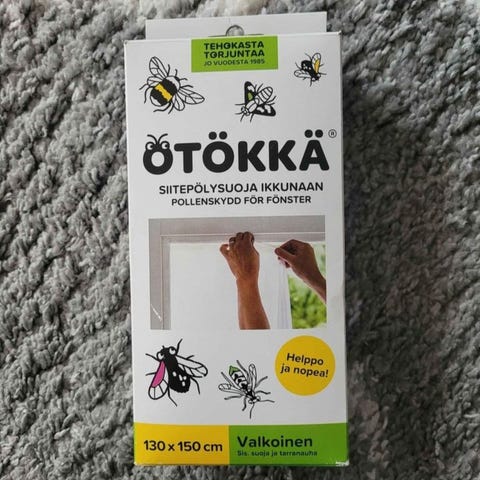 TEHOKASTA
TORJUNTAA
JO VUODESTA 1985
ÖTÖKKÄ®
SIITEPÖLYSUOJA IKKUNAAN
POLLENSKYDD FÖR FÖNSTER
Helppo
ja nopea!
130 x 150 cm
Valkoinen
Sis. suoja ja tarranauha